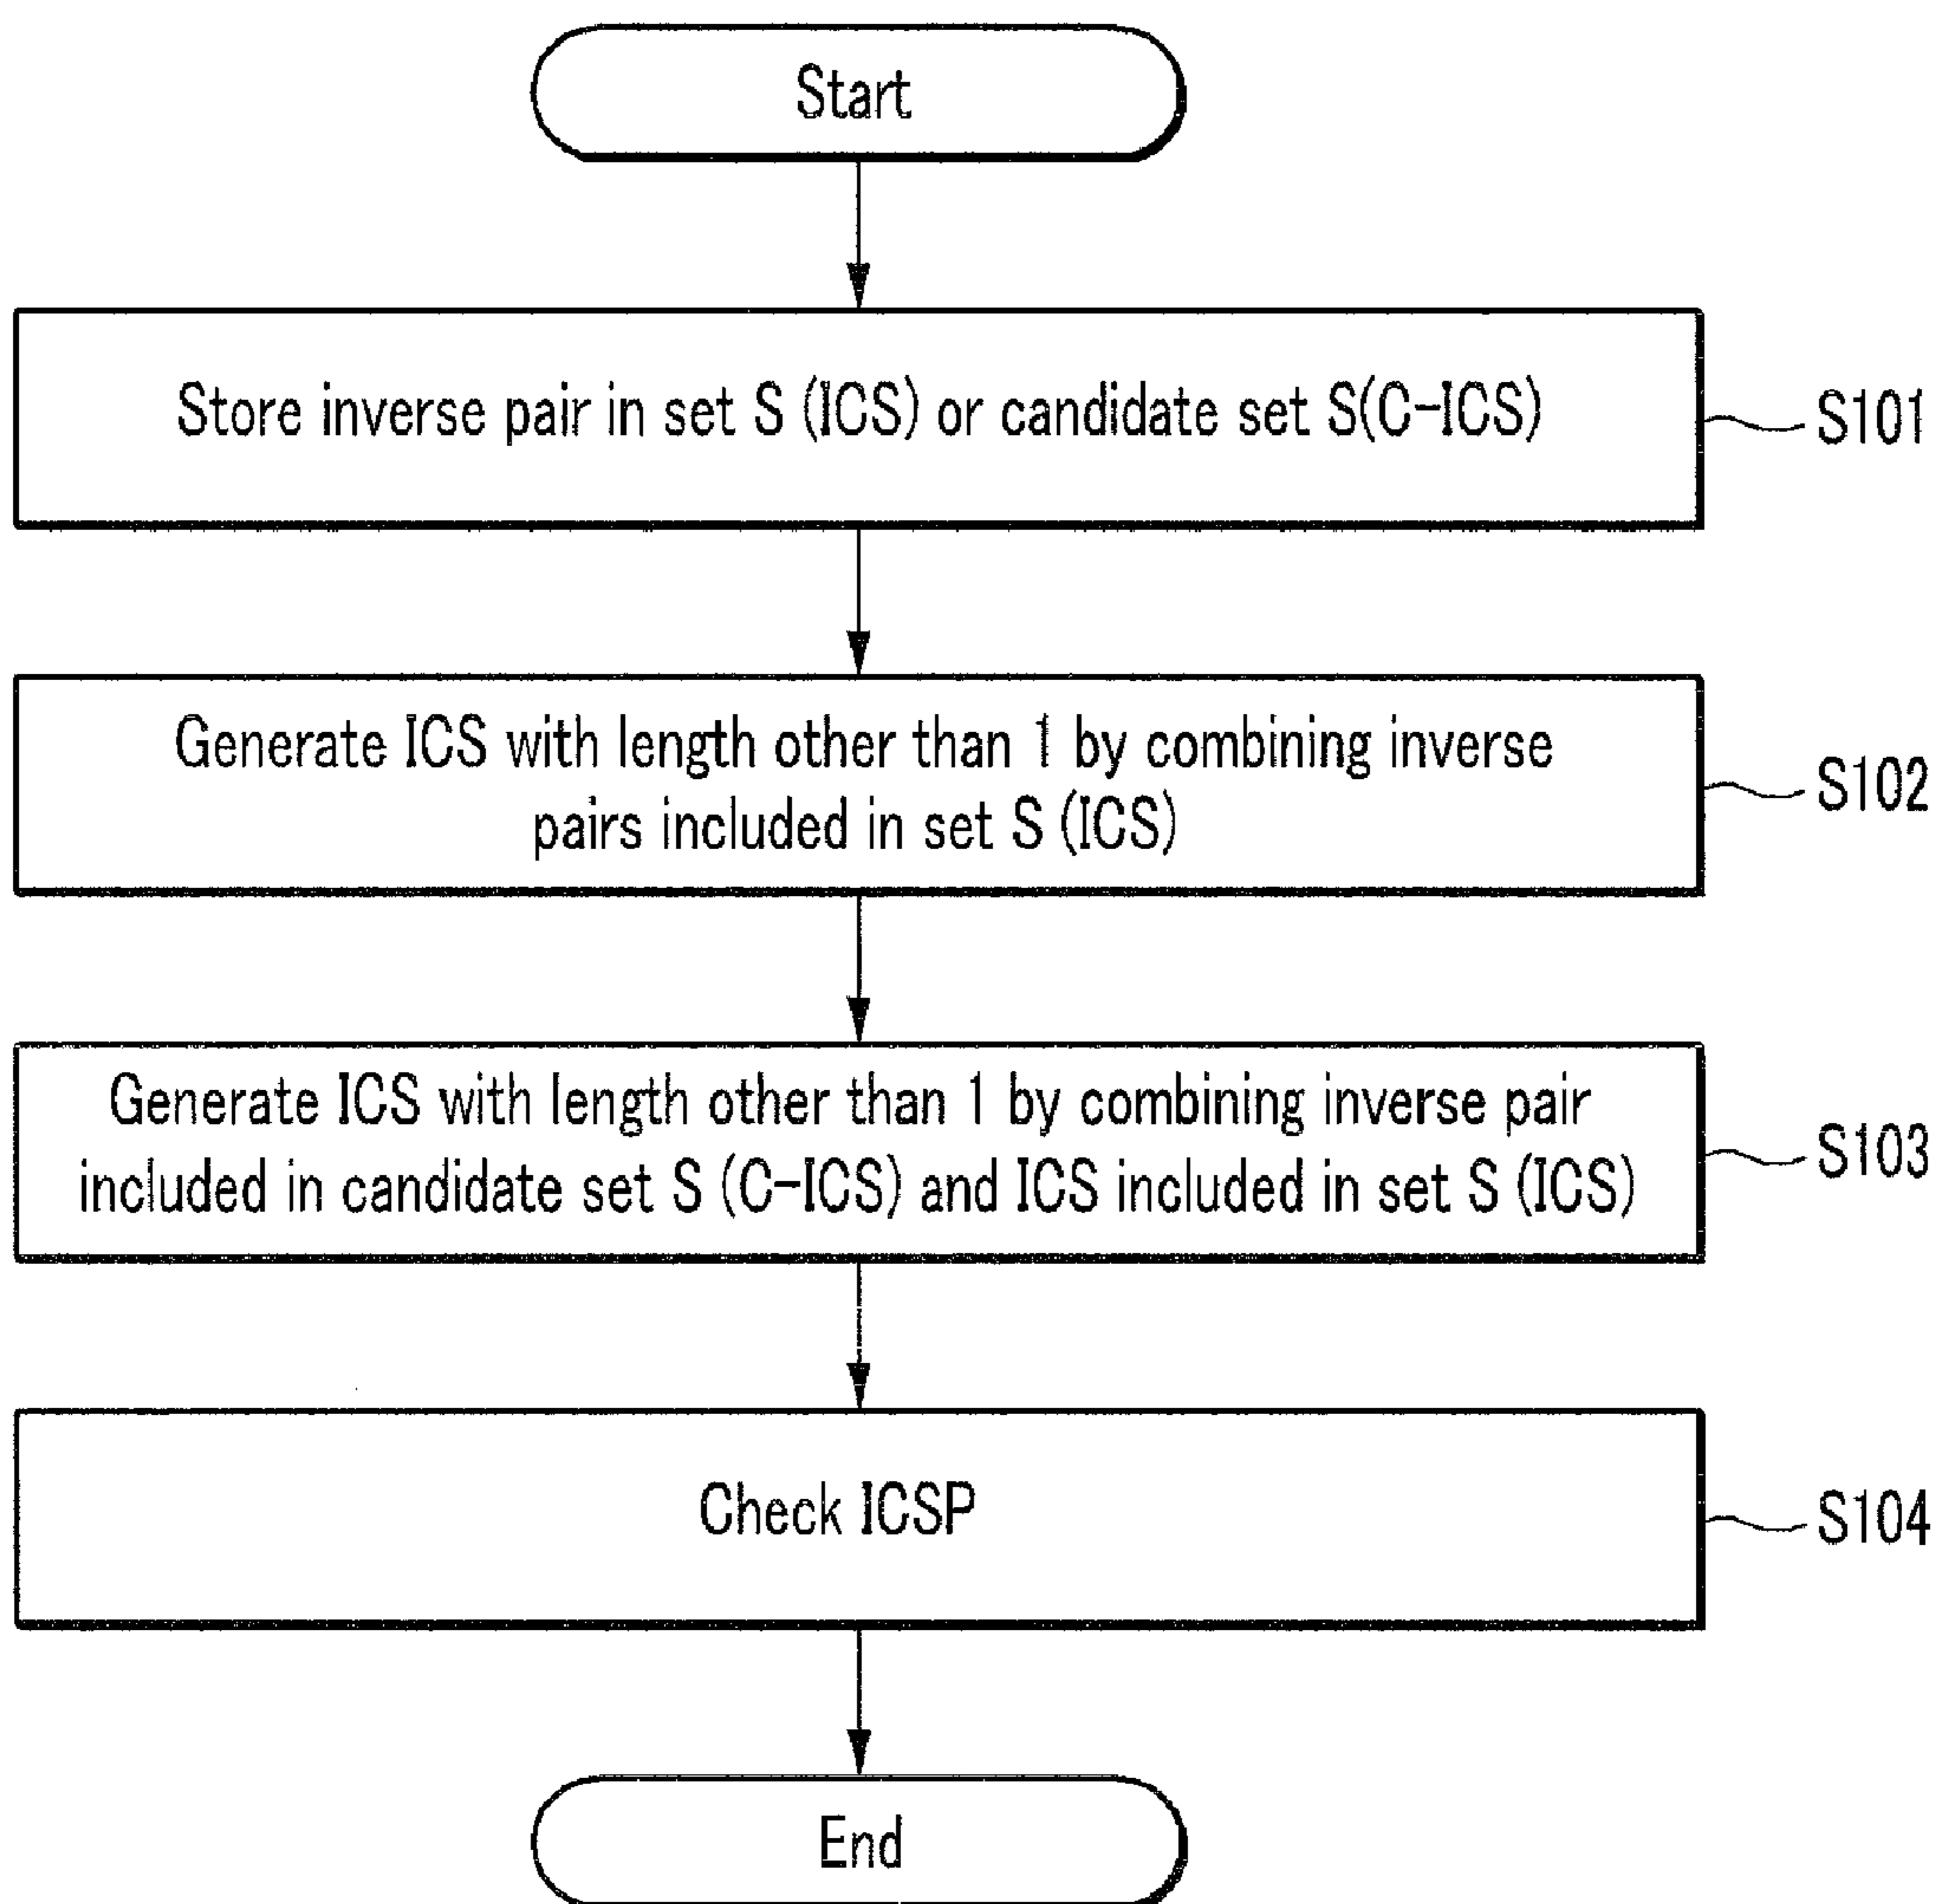 Start
Store inverse pair in set S (ICS) or candidate set S(C-ICS)
S101
Generate ICS with length other than 1 by combining inverse
pairs included in set S (ICS)
S102
Generate ICS with length other than 1 by combining inverse pair
included in candidate set S (C-ICS) and ICS included in set S (ICS)
S103
Check ICSP
S104
End